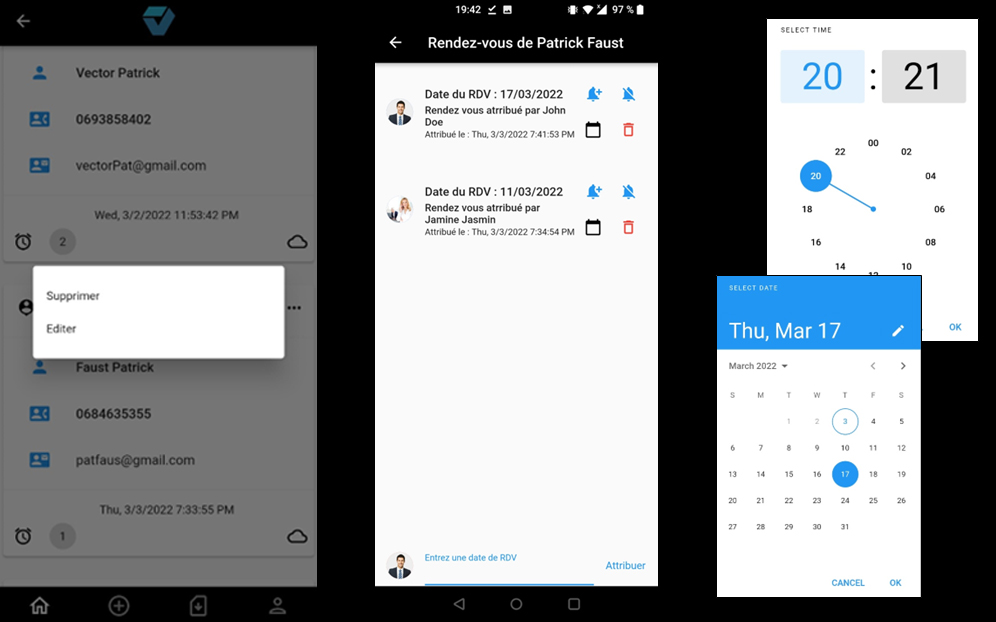 Vector Patrick
0693858402
vectorPat@gmail.com
Wed, 3/2/2022 11:53:42 PM
2
Supprimer
Editer
Faust Patrick
0684635355
patfaus@gmail.com
Thu, 3/3/2022 7:33:55 PM
1
19:42
97 %
Rendez-vous de Patrick Faust
Date du RDV : 17/03/2022
Rendez vous atrribué par John
Doe
Attribué le : Thu, 3/3/2022 7:41:53 PM
Date du RDV : 11/03/2022
Rendez vous atrribué par
Jamine Jasmin
Attribué le : Thu, 3/3/2022 7:34:54 PM
Entrez une date de RDV
Attribuer
SELECT TIME
20 : 21
00
22 02
20 04
18 06
16 08
14 10
OK
SELECT DATE
Thu, Mar 17
March 2022
S M T W T F S
1 2 3 4 5
6 7 8 9 10 11 12
13 14 15 16 17 18 19
20 21 22 23 24 25 26
27 28 29 30 31
CANCEL OK